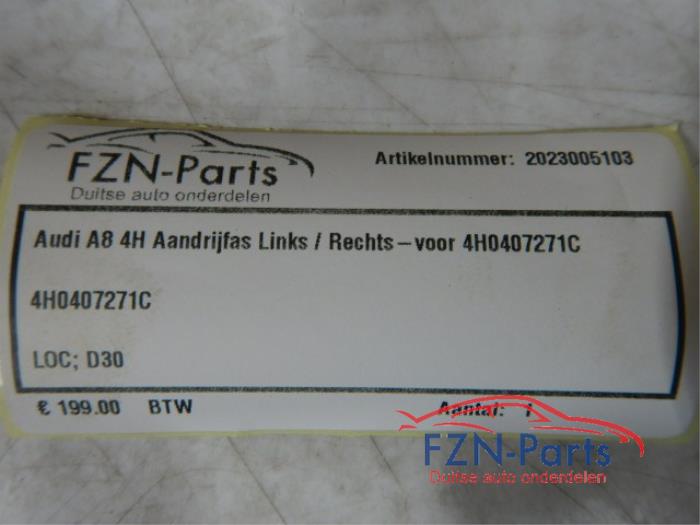 FZN-Parts
Duitse auto onderdelen
Artikelnummer: 2023005103
Audi A8 4H Aandrijfas Links / Rechts-voor 4H0407271C
4H0407271C
LOC; D30
€ 199.00 BTW Aantal: 1
FZN-Parts
Duitse auto onderdelen